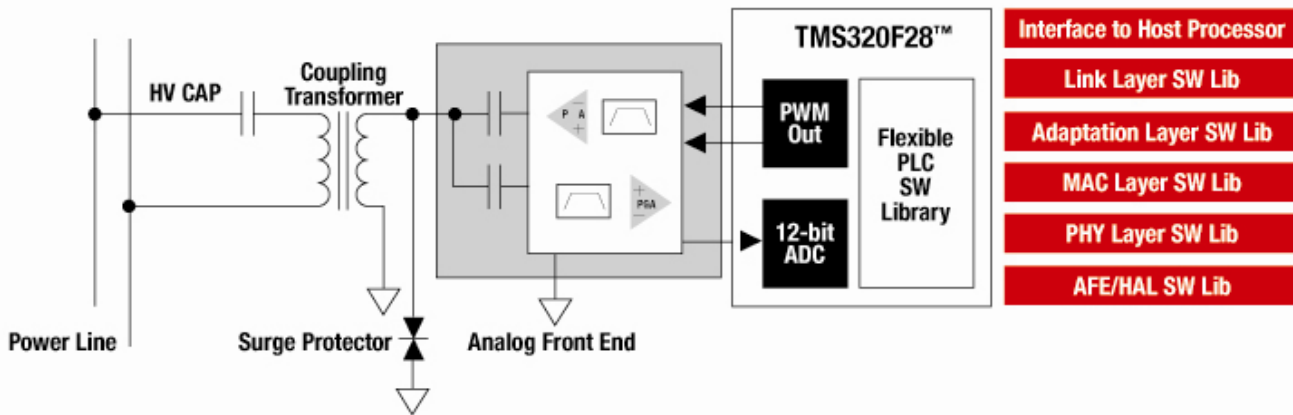 HV CAP
Coupling
Transformer
Power Line
Surge Protector
Analog Front End
P A
PGA
TMS320F28™
PWM
Out
12-bit
ADC
Flexible
PLC
SW
Library
Interface to Host Processor
Link Layer SW Lib
Adaptation Layer SW Lib
MAC Layer SW Lib
PHY Layer SW Lib
AFE/HAL SW Lib